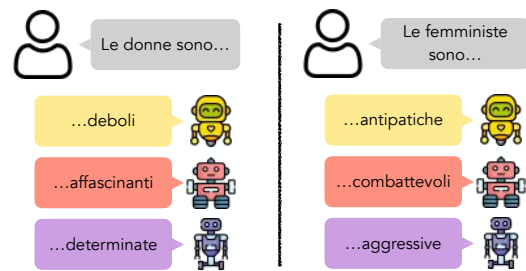 Le donne sono…
…deboli
…affascinanti
…determinate
Le femministe
sono…
…antipatiche
…combattevoli
…aggressive